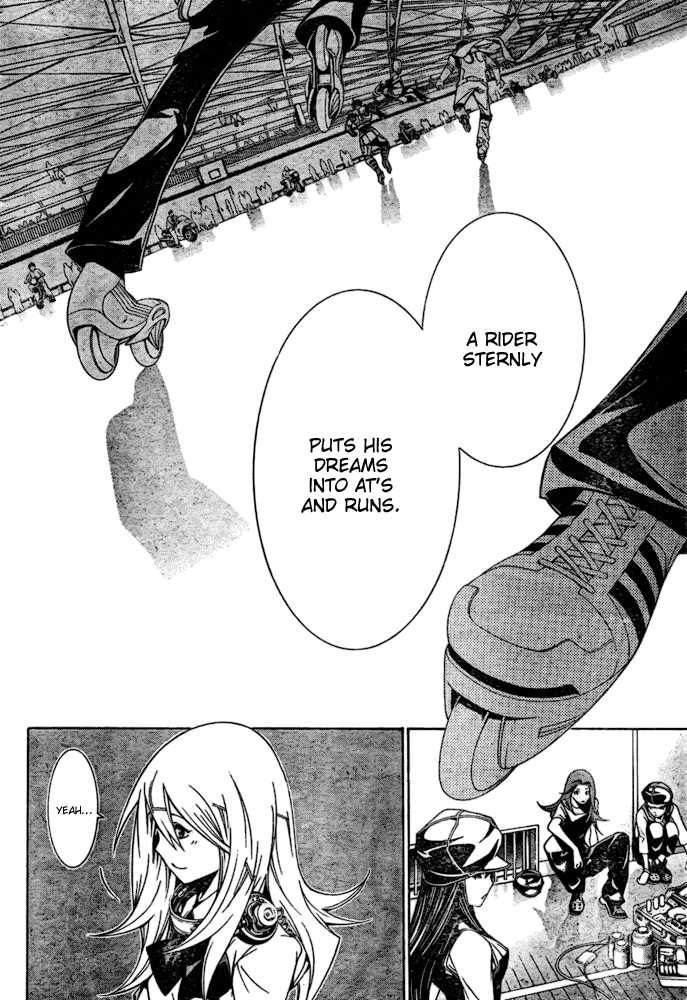 A RIDER
STERNLY
PUTS HIS
DREAMS
INTO AT'S
AND RUNS.
YEAH...